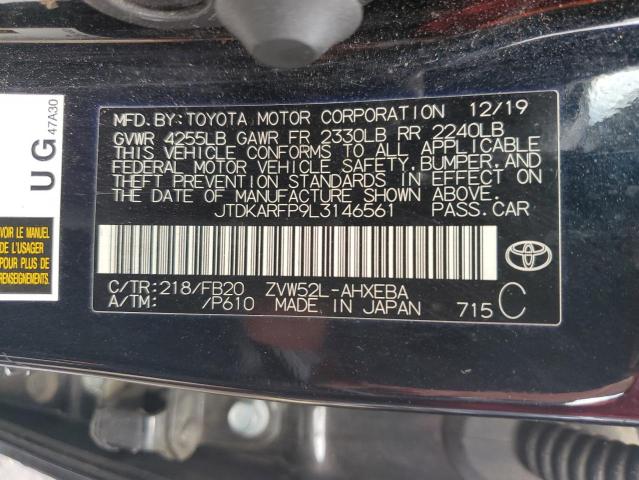 MFD. BY: TOYOTA MOTOR CORPORATION 12/19
GVWR 4255LB GAWR FR 2330LB RR 2240LB
THIS VEHICLE CONFORMS TO ALL APPLICABLE
FEDERAL MOTOR VEHICLE SAFETY, BUMPER, AND
THEFT PREVENTION STANDARDS IN EFFECT ON
THE DATE OF MANUFACTURE SHOWN ABOVE.
JTDKARFP9L3146561 PASS. CAR
C/TR: 218/FB20 ZVW52L-AHXEBA
A/TM: /P610 MADE IN JAPAN 715 C
UG
47A30
VOIR LE MANUEL
DE L'USAGER
POUR PLUS